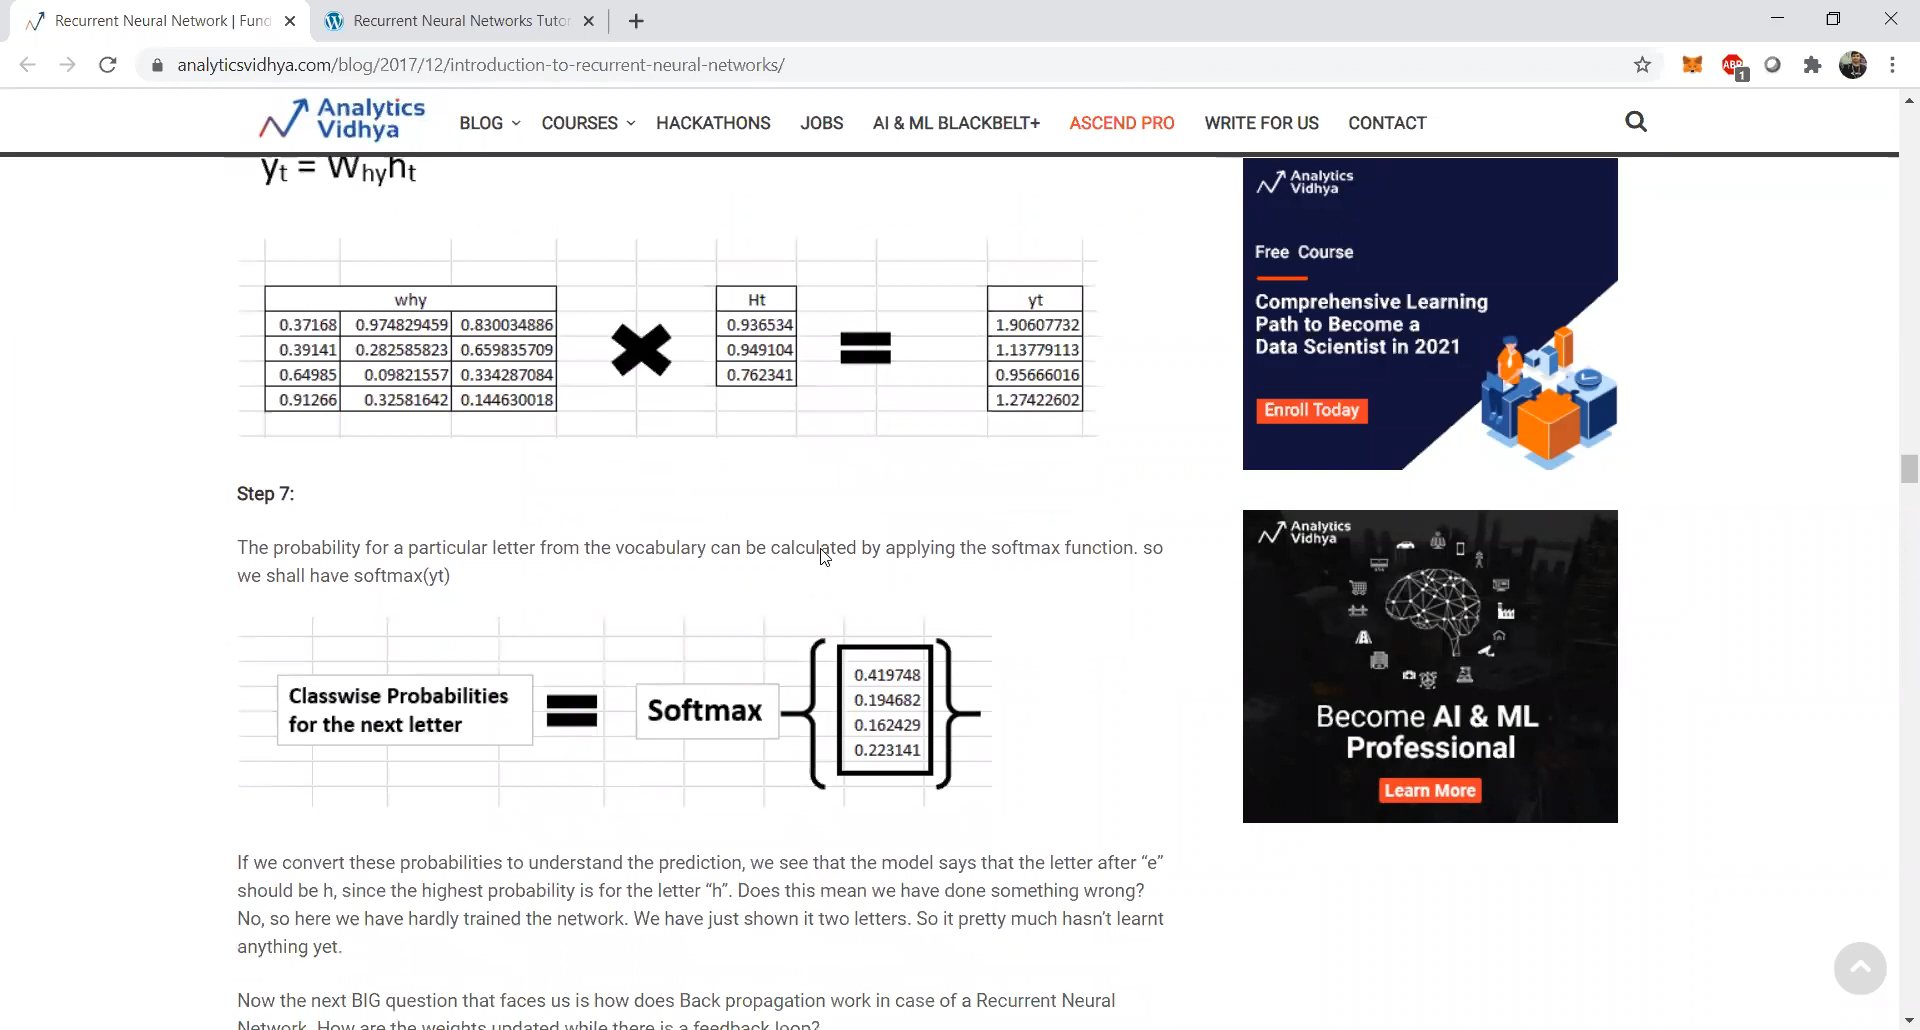 Recurrent Neural Network | Fund
Recurrent Neural Networks Tutor
analyticsvidhya.com/blog/2017/12/introduction-to-recurrent-neural-networks/
ABP
1
Analytics
Vidhya
BLOG COURSES HACKATHONS JOBS AI & ML BLACKBELT+ ASCEND PRO WRITE FOR US CONTACT
yt = Whyht
why
0.37168 0.974829459 0.830034886
0.39141 0.282585823 0.659835709
0.64985 0.09821557 0.334287084
0.91266 0.32581642 0.144630018
Ht
0.936534
0.949104
0.762341
yt
1.90607732
1.13779113
0.95666016
1.27422602
Step 7:
The probability for a particular letter from the vocabulary can be calculated by applying the softmax function. so
we shall have softmax(yt)
Classwise Probabilities
for the next letter
Softmax
0.419748
0.194682
0.162429
0.223141
If we convert these probabilities to understand the prediction, we see that the model says that the letter after “e”
should be h, since the highest probability is for the letter “h”. Does this mean we have done something wrong?
No, so here we have hardly trained the network. We have just shown it two letters. So it pretty much hasn’t learnt
anything yet.
Now the next BIG question that faces us is how does Back propagation work in case of a Recurrent Neural
Network. How are the weights updated while there is a feedback loop?
Analytics
Vidhya
Free Course
Comprehensive Learning
Path to Become a
Data Scientist in 2021
Enroll Today
Analytics
Vidhya
Become AI & ML
Professional
Learn More